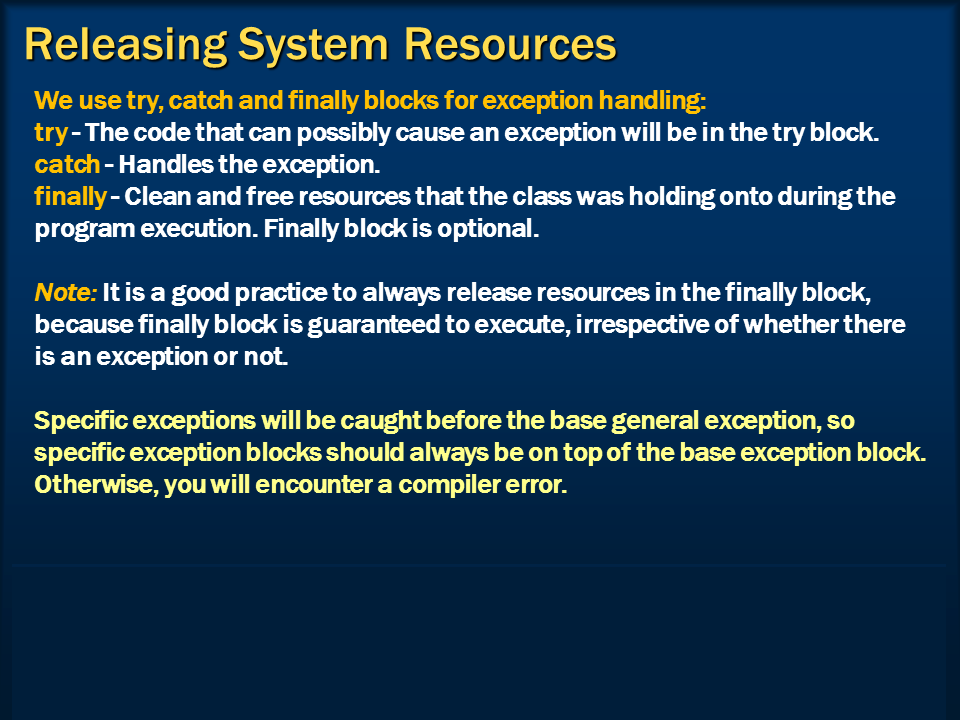 Releasing System Resources
We use try, catch and finally blocks for exception handling:
try - The code that can possibly cause an exception will be in the try block.
catch - Handles the exception.
finally - Clean and free resources that the class was holding onto during the
program execution. Finally block is optional.
Note: It is a good practice to always release resources in the finally block,
because finally block is guaranteed to execute, irrespective of whether there
is an exception or not.
Specific exceptions will be caught before the base general exception, so
specific exception blocks should always be on top of the base exception block.
Otherwise, you will encounter a compiler error.